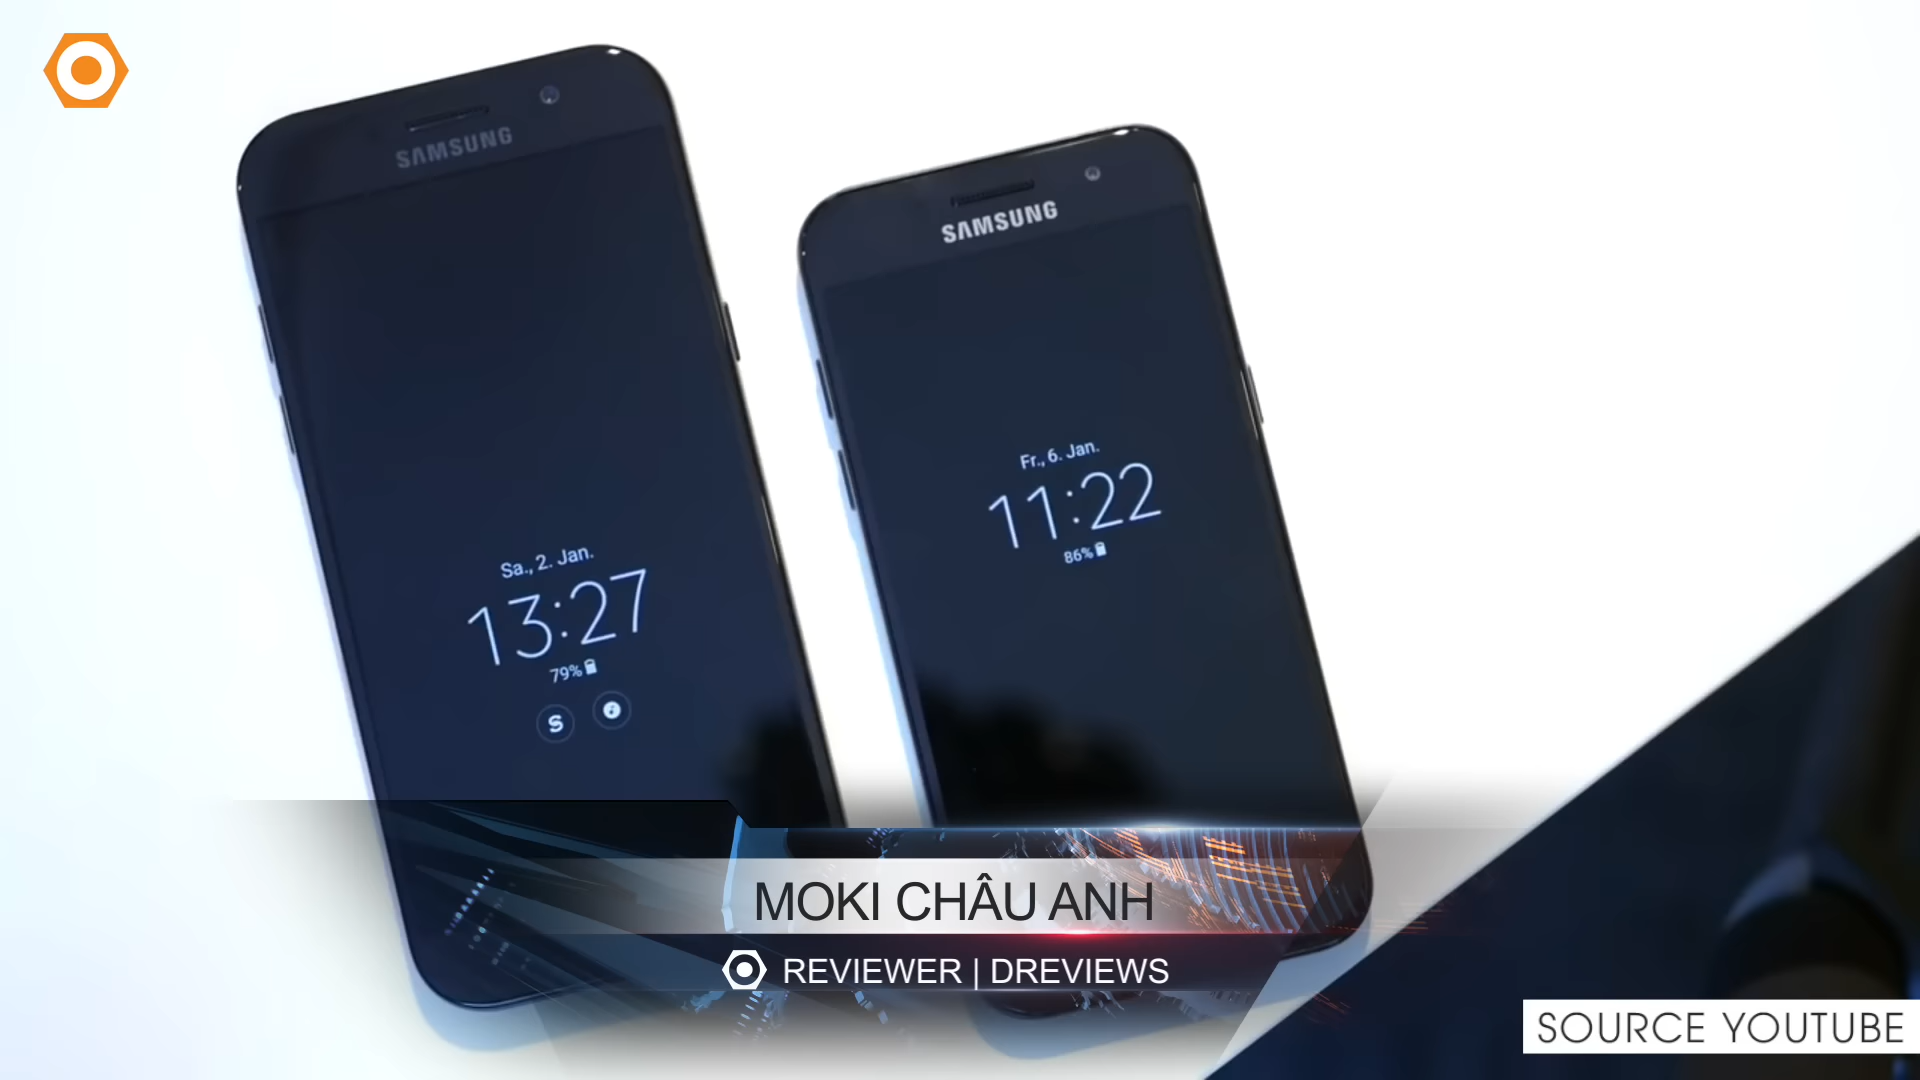 SAMSUNG
Sa., 2. Jan.
13:27
79%
S
SAMSUNG
Fr., 6. Jan.
11:22
86%
MOKI CHÂU ANH
REVIEWER | DREVIEWS
SOURCE YOUTUBE